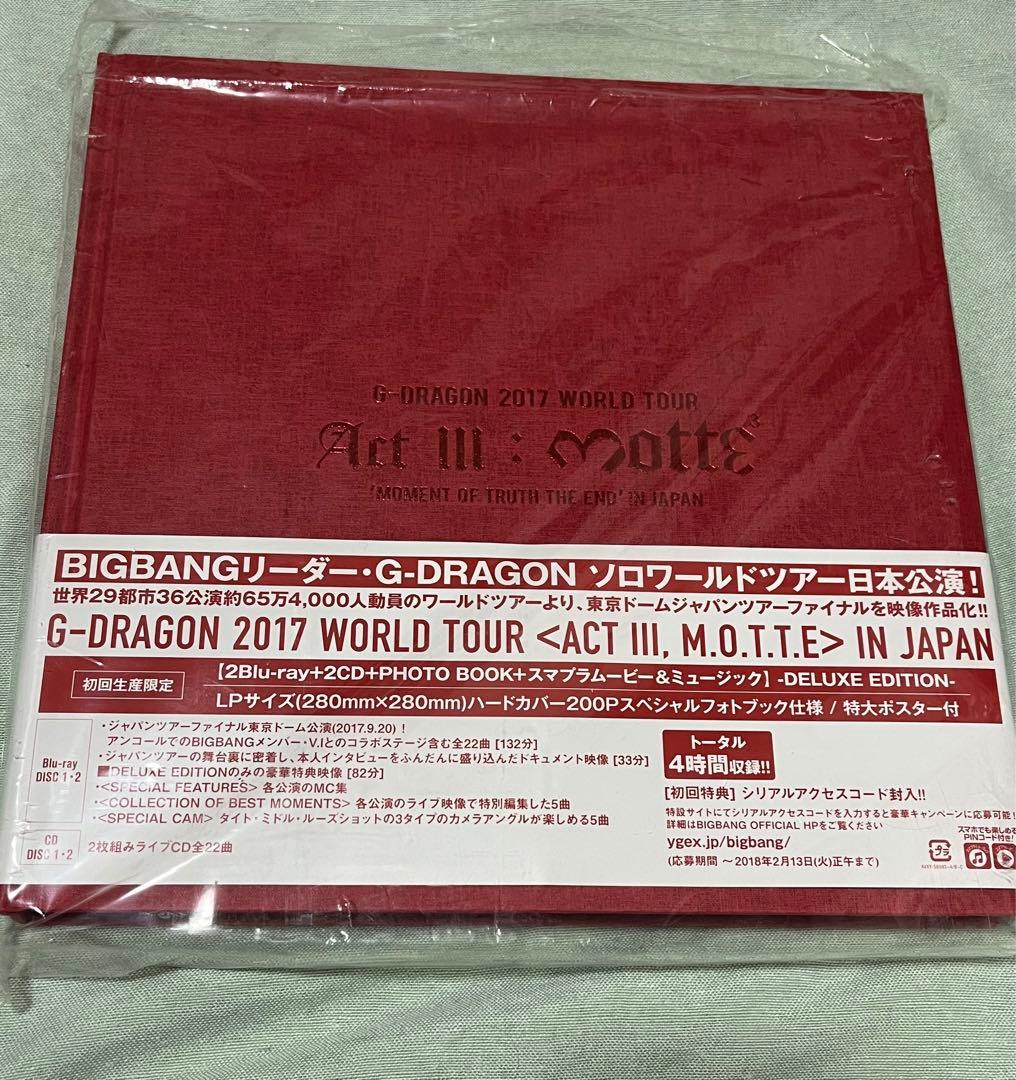 G-DRAGON 2017 WORLD TOUR
Act III : MOTTE
'MOMENT OF TRUTH THE END' IN JAPAN
BIGBANGリーダー・G-DRAGON ソロワールドツアー日本公演!
世界29都市36公演約65万4,000人動員のワールドツアーより、東京ドームジャパンツアーファイナルを映像作品化!!
G-DRAGON 2017 WORLD TOUR <ACT III, M.O.T.T.E> IN JAPAN
初回生産限定
【2Blu-ray+2CD+PHOTO BOOK+スマプラムービー&ミュージック】-DELUXE EDITION-
LPサイズ(280mm×280mm)ハードカバー200Pスペシャルフォトブック仕様 / 特大ポスター付
Blu-ray
DISC 1・2
・ジャパンツアーファイナル東京ドーム公演(2017.9.20)!
アンコールでのBIGBANGメンバー・V.Iとのコラボステージ含む全22曲 [132分]
・ジャパンツアーの舞台裏に密着し、本人インタビューをふんだんに盛り込んだドキュメント映像 [33分]
■DELUXE EDITIONのみの豪華特典映像 [82分]
・<SPECIAL FEATURES> 各公演のMC集
・<COLLECTION OF BEST MOMENTS> 各公演のライブ映像で特別編集した5曲
・<SPECIAL CAM> タイト・ミドル・ルーズショットの3タイプのカメラアングルが楽しめる5曲
CD
DISC 1・2
2枚組みライブCD全22曲
トータル
4時間収録!!
[初回特典] シリアルアクセスコード封入!!
特設サイトにてシリアルアクセスコードを入力すると豪華キャンペーンに応募可能!
詳細はBIGBANG OFFICIAL HPをご覧ください
ygex.jp/bigbang/
(応募期間 ～2018年2月13日(火)正午まで)
スマホでも楽しめる
PINコード付き!
プラ